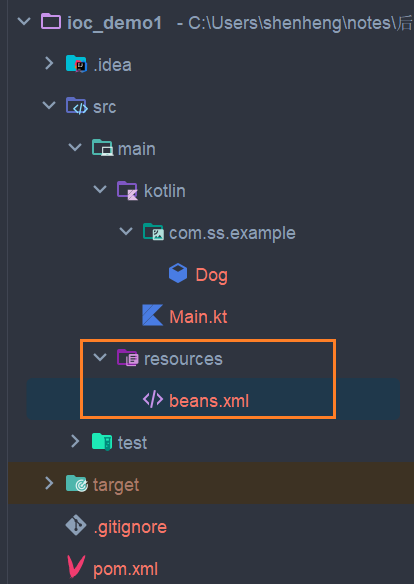 ioc_demo1 - C:\Users\shenheng\notes\后
.idea
src
main
kotlin
com.ss.example
Dog
Main.kt
resources
beans.xml
test
target
.gitignore
pom.xml